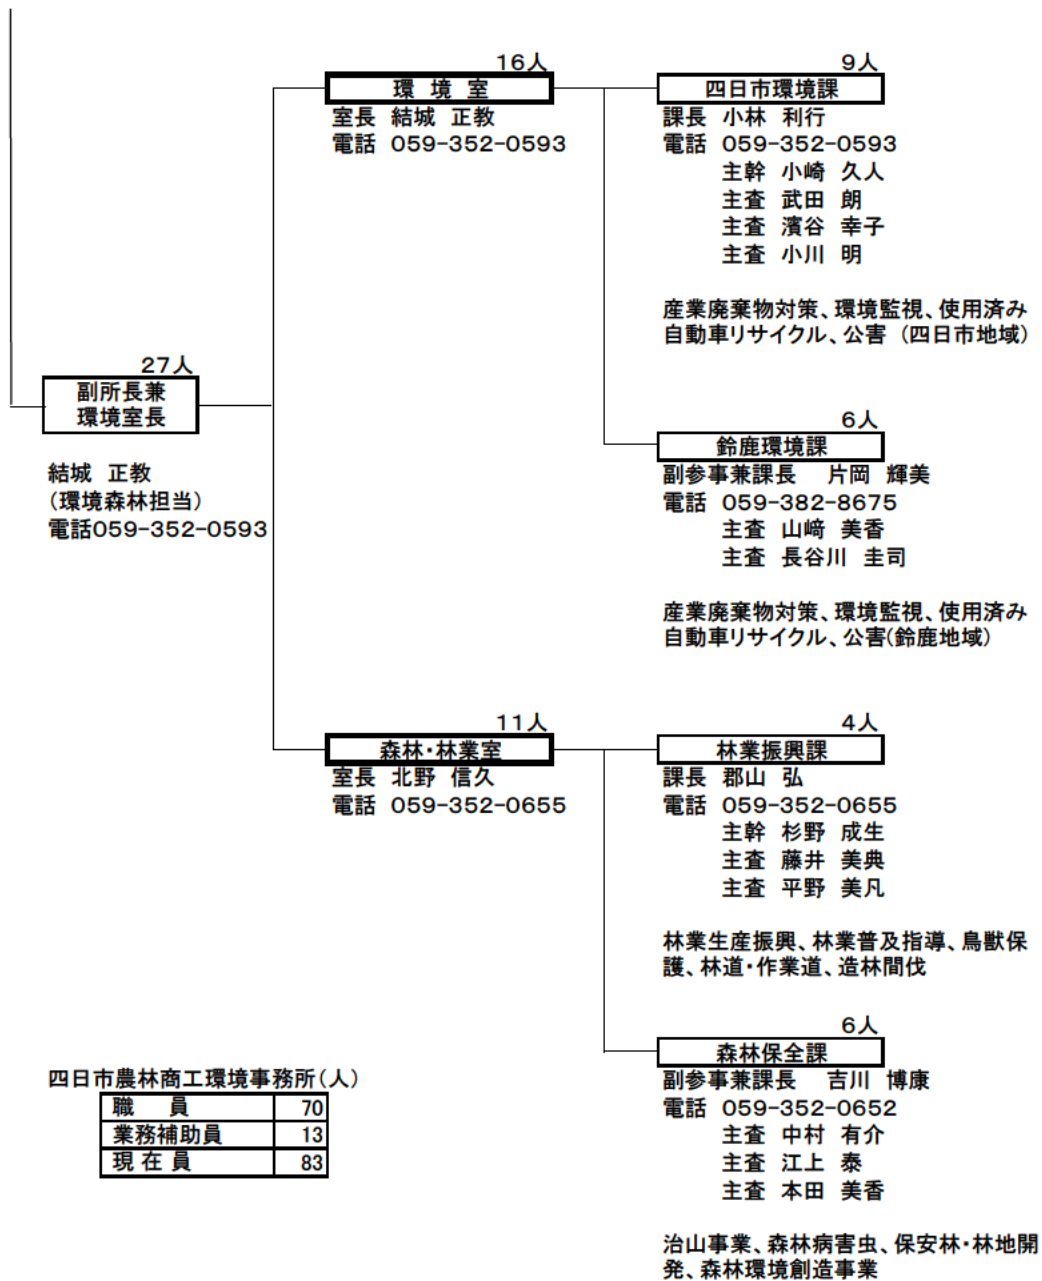 27人
副所長兼
環境室長
結城 正教
(環境森林担当)
電話059-352-0593
16人
環 境 室
室長 結城 正教
電話 059-352-0593
9人
四日市環境課
課長 小林 利行
電話 059-352-0593
主幹 小崎 久人
主査 武田 朗
主査 濱谷 幸子
主査 小川 明
産業廃棄物対策、環境監視、使用済み
自動車リサイクル、公害 (四日市地域)
6人
鈴鹿環境課
副参事兼課長 片岡 輝美
電話 059-382-8675
主査 山﨑 美香
主査 長谷川 圭司
産業廃棄物対策、環境監視、使用済み
自動車リサイクル、公害(鈴鹿地域)
11人
森林・林業室
室長 北野 信久
電話 059-352-0655
4人
林業振興課
課長 郡山 弘
電話 059-352-0655
主幹 杉野 成生
主査 藤井 美典
主査 平野 美凡
林業生産振興、林業普及指導、鳥獣保
護、林道・作業道、造林間伐
6人
森林保全課
副参事兼課長 吉川 博康
電話 059-352-0652
主査 中村 有介
主査 江上 泰
主査 本田 美香
治山事業、森林病害虫、保安林・林地開
発、森林環境創造事業
四日市農林商工環境事務所(人)
職 員 70
業務補助員 13
現 在 員 83